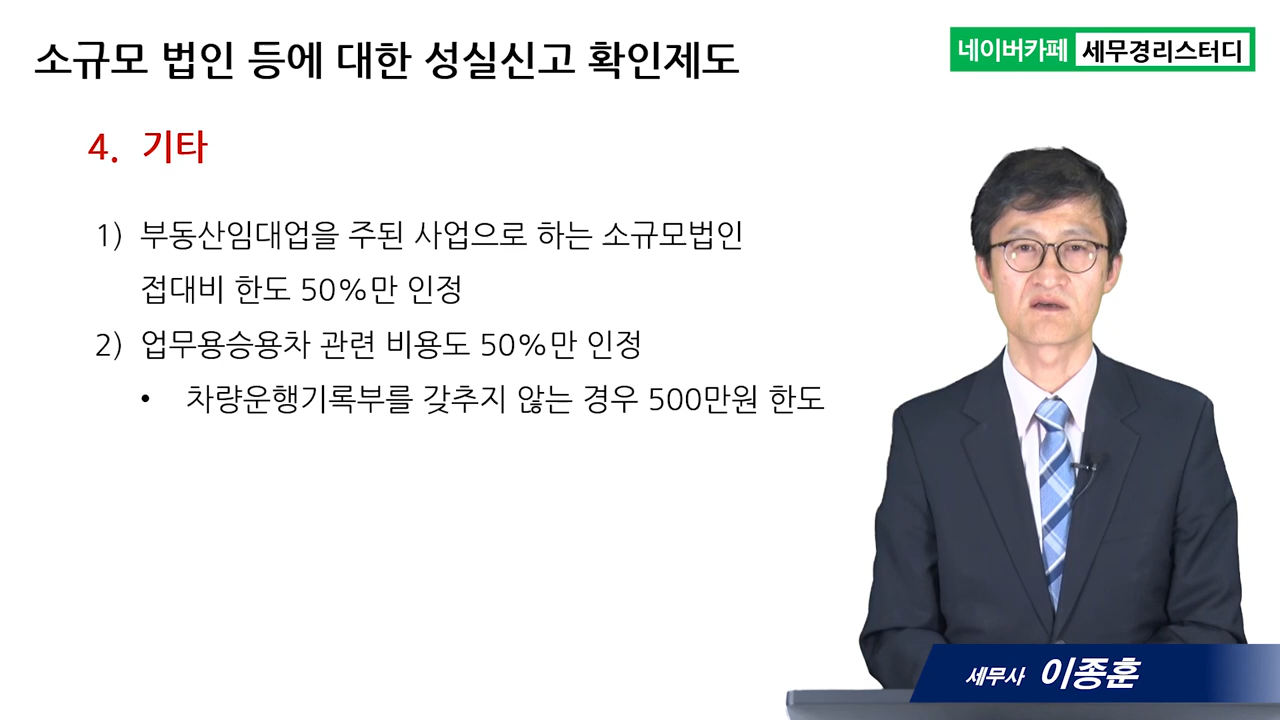 소규모 법인 등에 대한 성실신고 확인제도
네이버카페 세무경리스터디
4. 기타
1) 부동산임대업을 주된 사업으로 하는 소규모법인
접대비 한도 50%만 인정
2) 업무용승용차 관련 비용도 50%만 인정
• 차량운행기록부를 갖추지 않는 경우 500만원 한도
세무사 이종훈